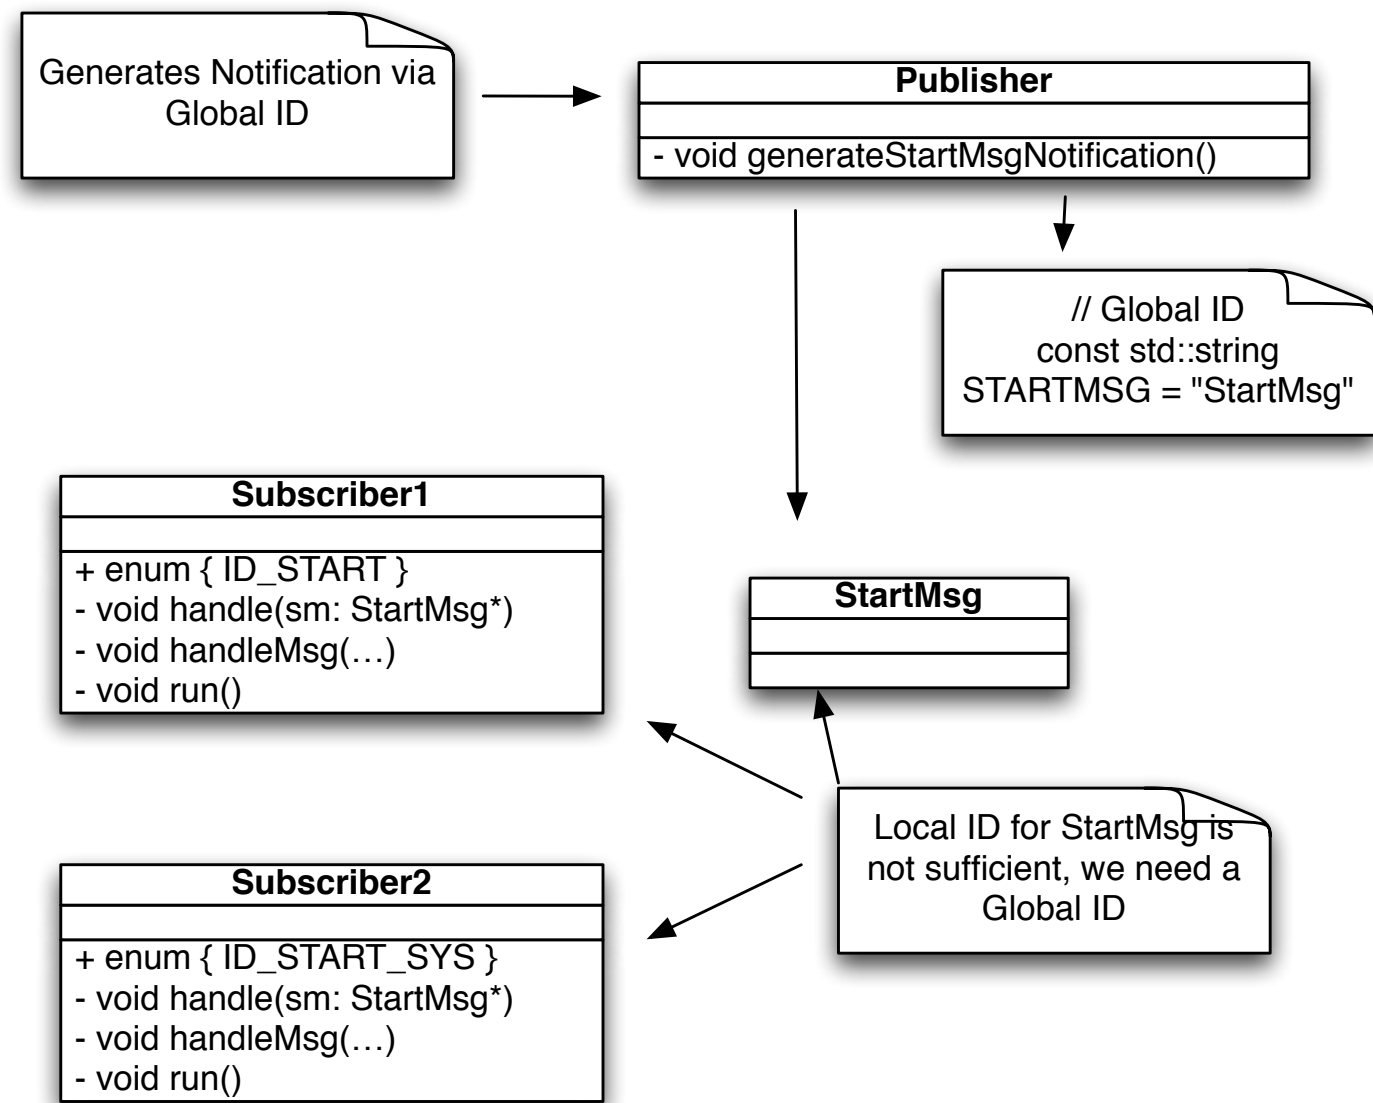 Generates Notification via
Global ID
Publisher
- void generateStartMsgNotification()
// Global ID
const std::string
STARTMSG = "StartMsg"
Subscriber1
+ enum { ID_START }
- void handle(sm: StartMsg*)
- void handleMsg(…)
- void run()
StartMsg
Local ID for StartMsg is
not sufficient, we need a
Global ID
Subscriber2
+ enum { ID_START_SYS }
- void handle(sm: StartMsg*)
- void handleMsg(…)
- void run()